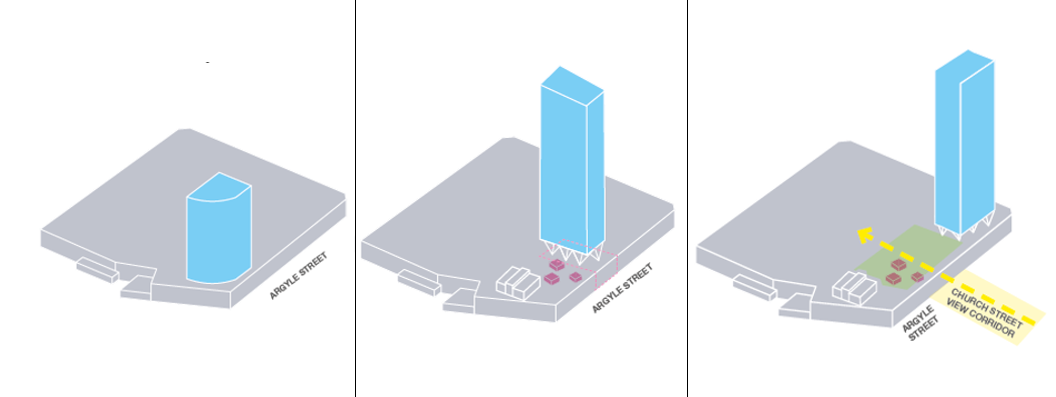 ARGYLE STREET
ARGYLE STREET
ARGYLE
STREET
CHURCH STREET
VIEW CORRIDOR